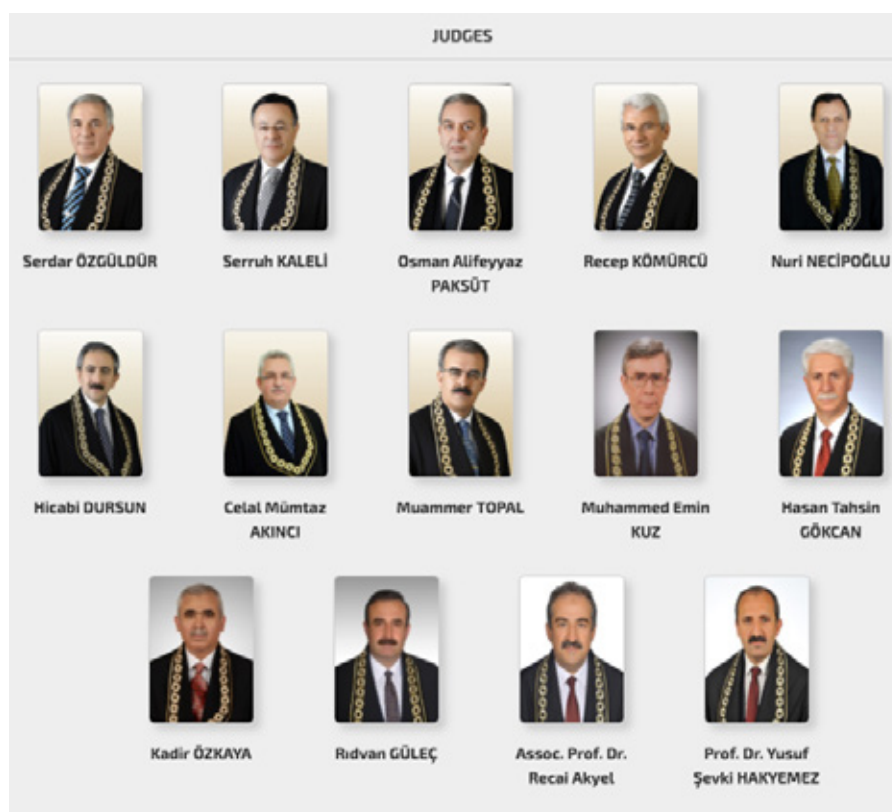 JUDGES
Serdar ÖZGÜLDÜR
Serruh KALELİ
Osman Alifeyyaz
PAKSÜT
Recep KÖMÜRCÜ
Nuri NECİPOĞLU
Hicabi DURSUN
Celal Mümtaz
AKINCI
Muammer TOPAL
Muhammed Emin
KUZ
Hasan Tahsin
GÖKCAN
Kadir ÖZKAYA
Rıdvan GÜLEÇ
Assoc. Prof. Dr.
Recai Akyel
Prof. Dr. Yusuf
Şevki HAKYEMEZ